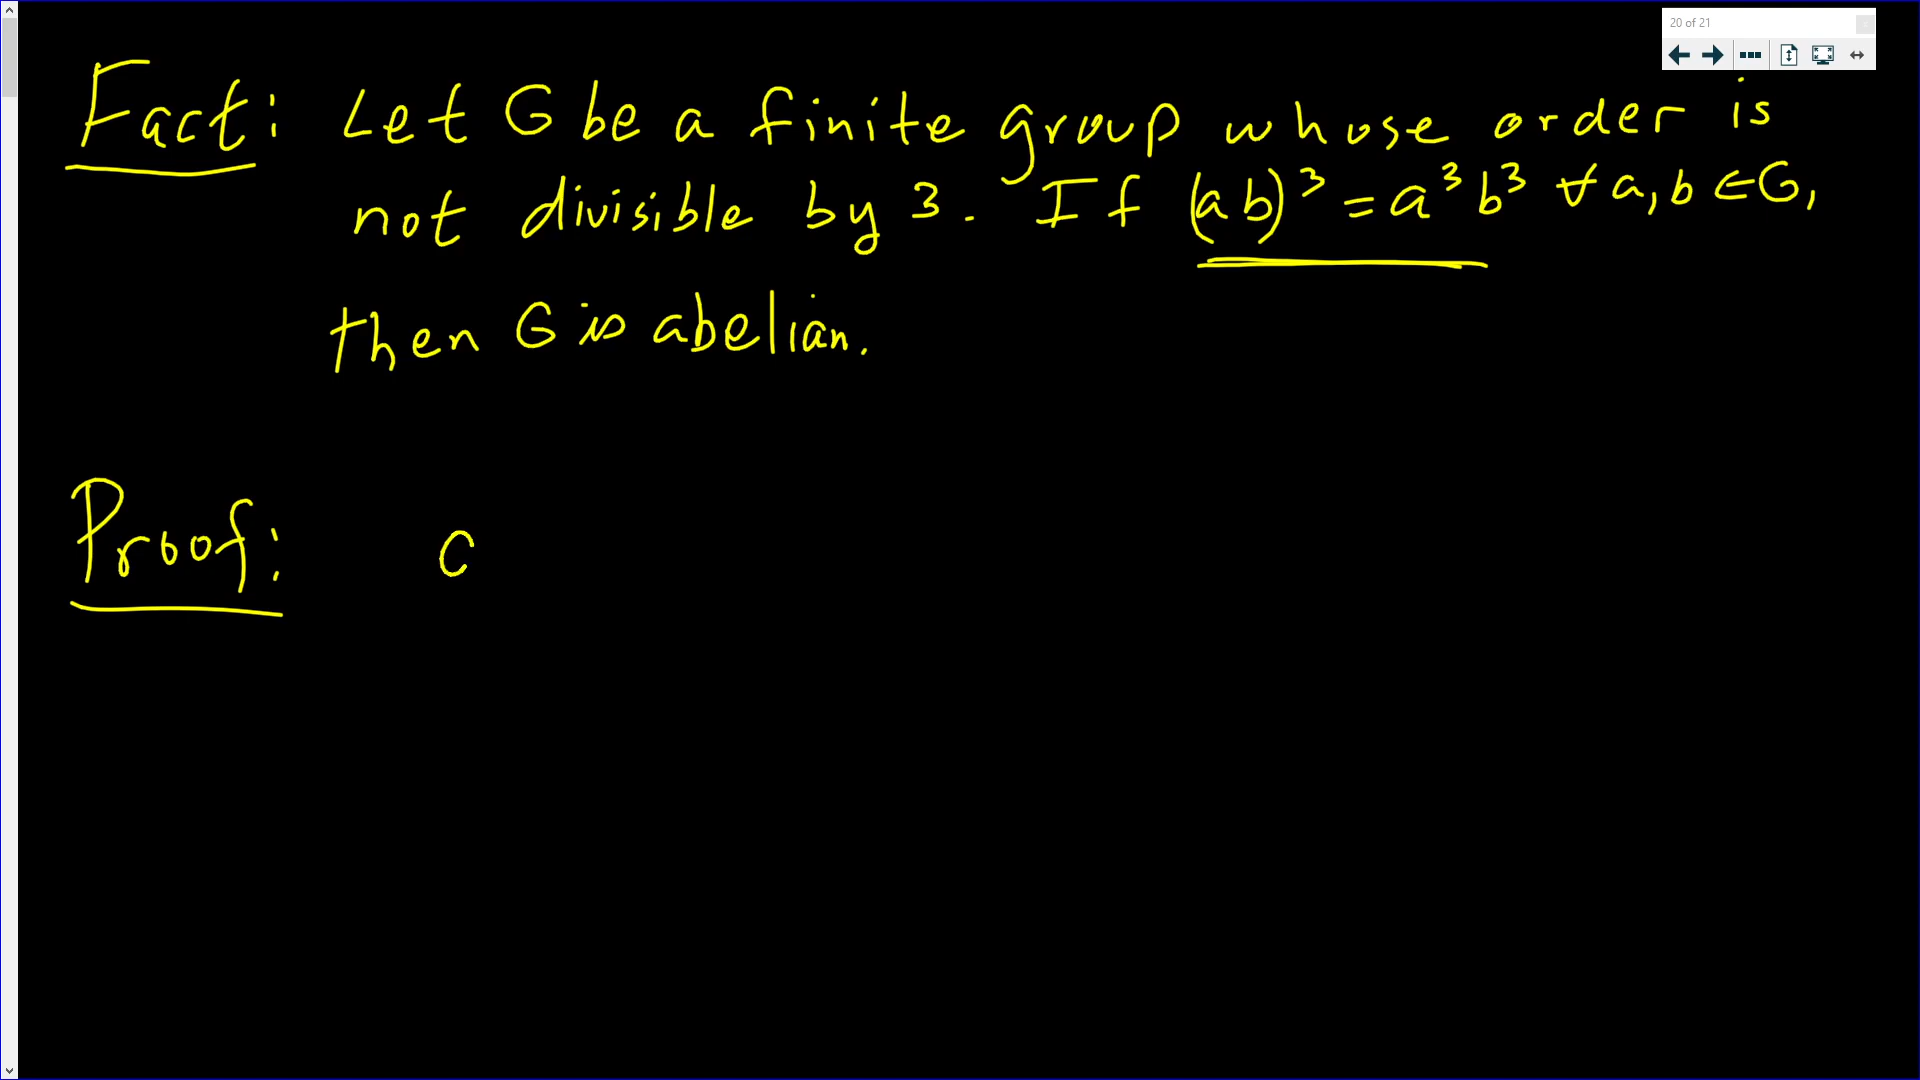 20 of 21
Fact: Let G be a finite group whose order is
not divisible by 3. If (ab)³ = a³b³ ∀ a, b ∈ G,
then G is abelian.
Proof: C